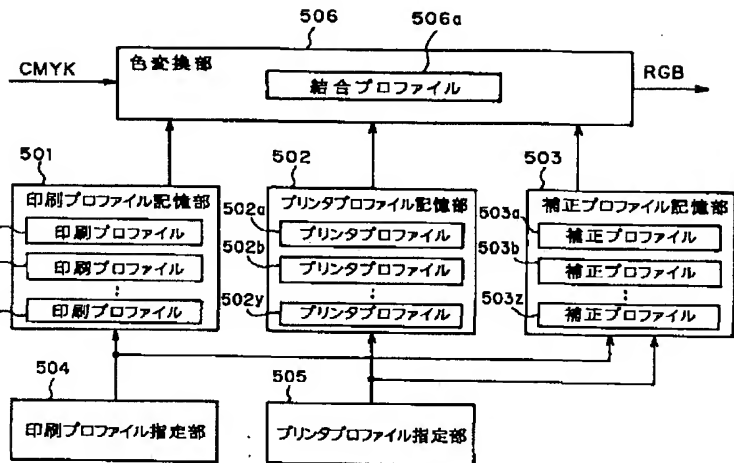 506
506a
CMYK
色変換部
RGB
結合プロファイル
501
502
503
印刷プロファイル記憶部
プリンタプロファイル記憶部
補正プロファイル記憶部
印刷プロファイル
502a
プリンタプロファイル
503a
補正プロファイル
印刷プロファイル
502b
プリンタプロファイル
503b
補正プロファイル
印刷プロファイル
502y
プリンタプロファイル
503z
補正プロファイル
504
505
印刷プロファイル指定部
プリンタプロファイル指定部